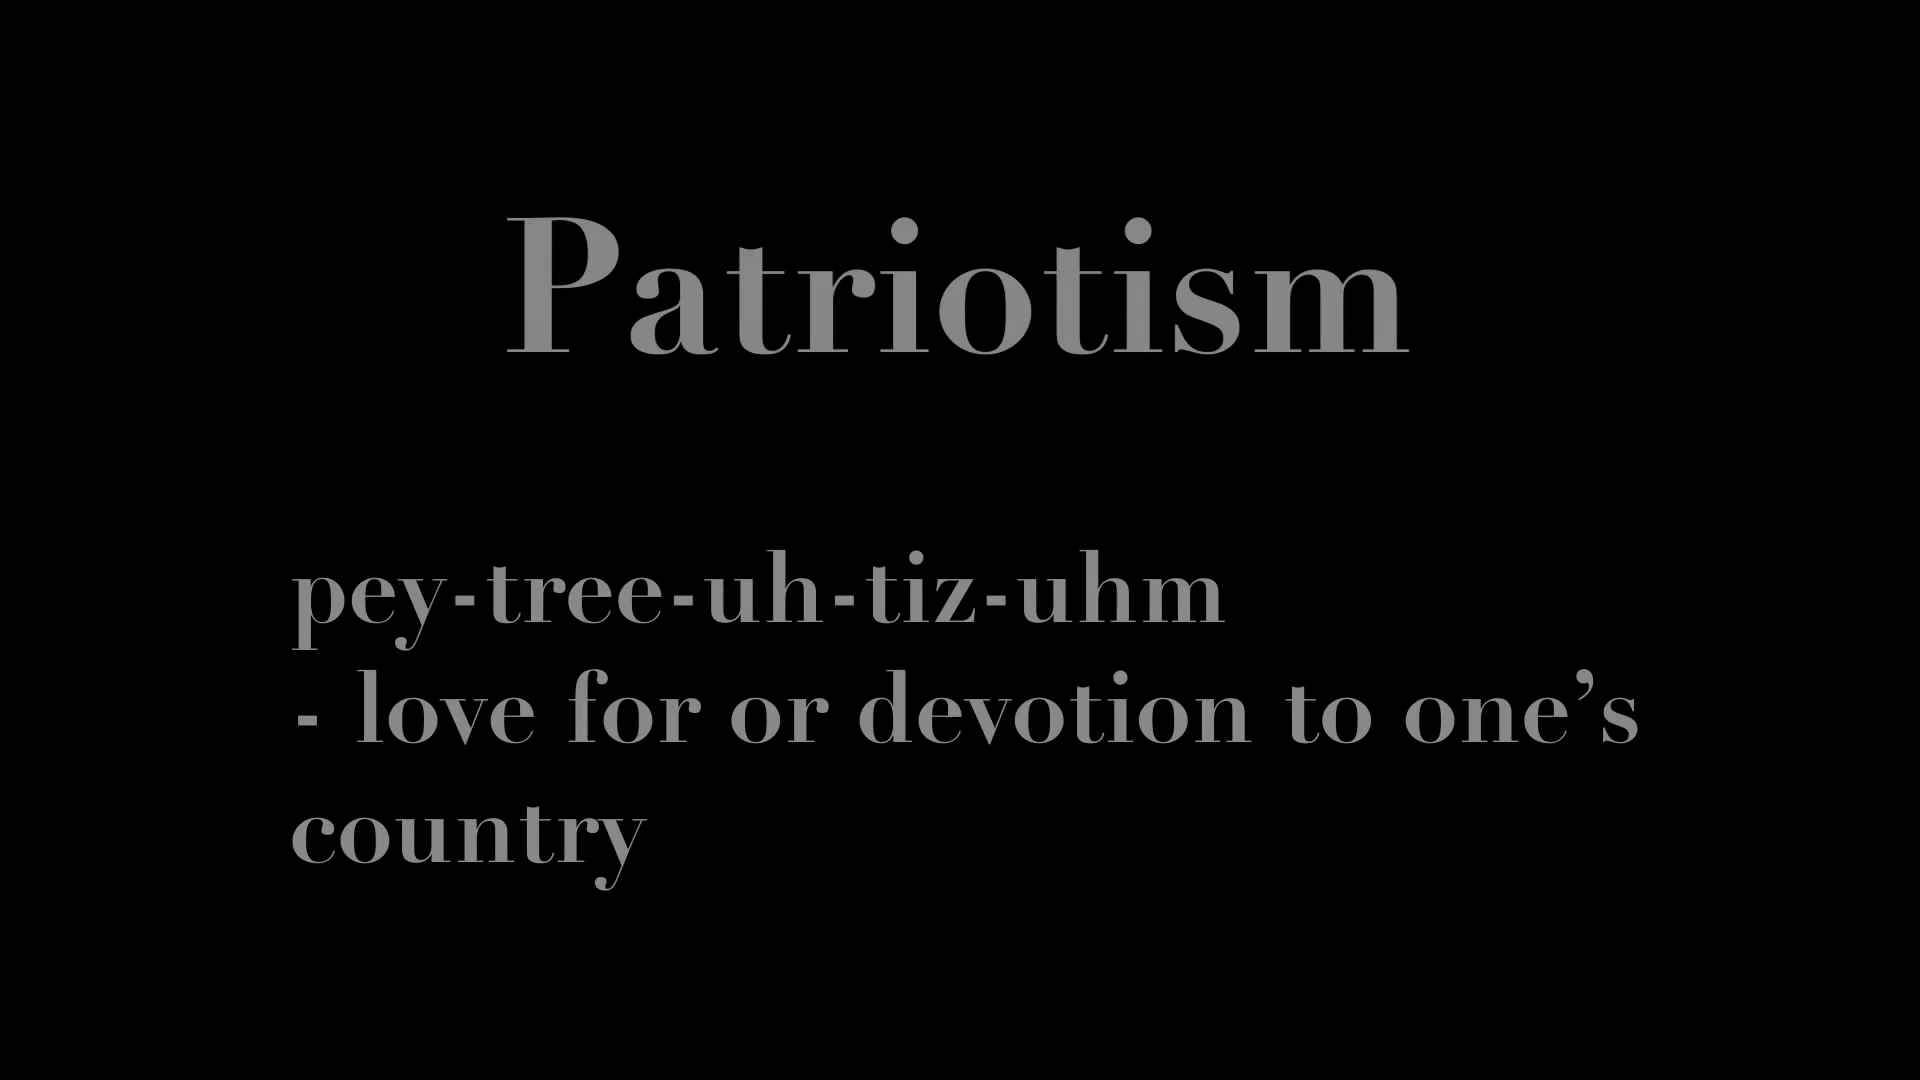 Patriotism
pey-tree-uh-tiz-uhm
- love for or devotion to one’s
country